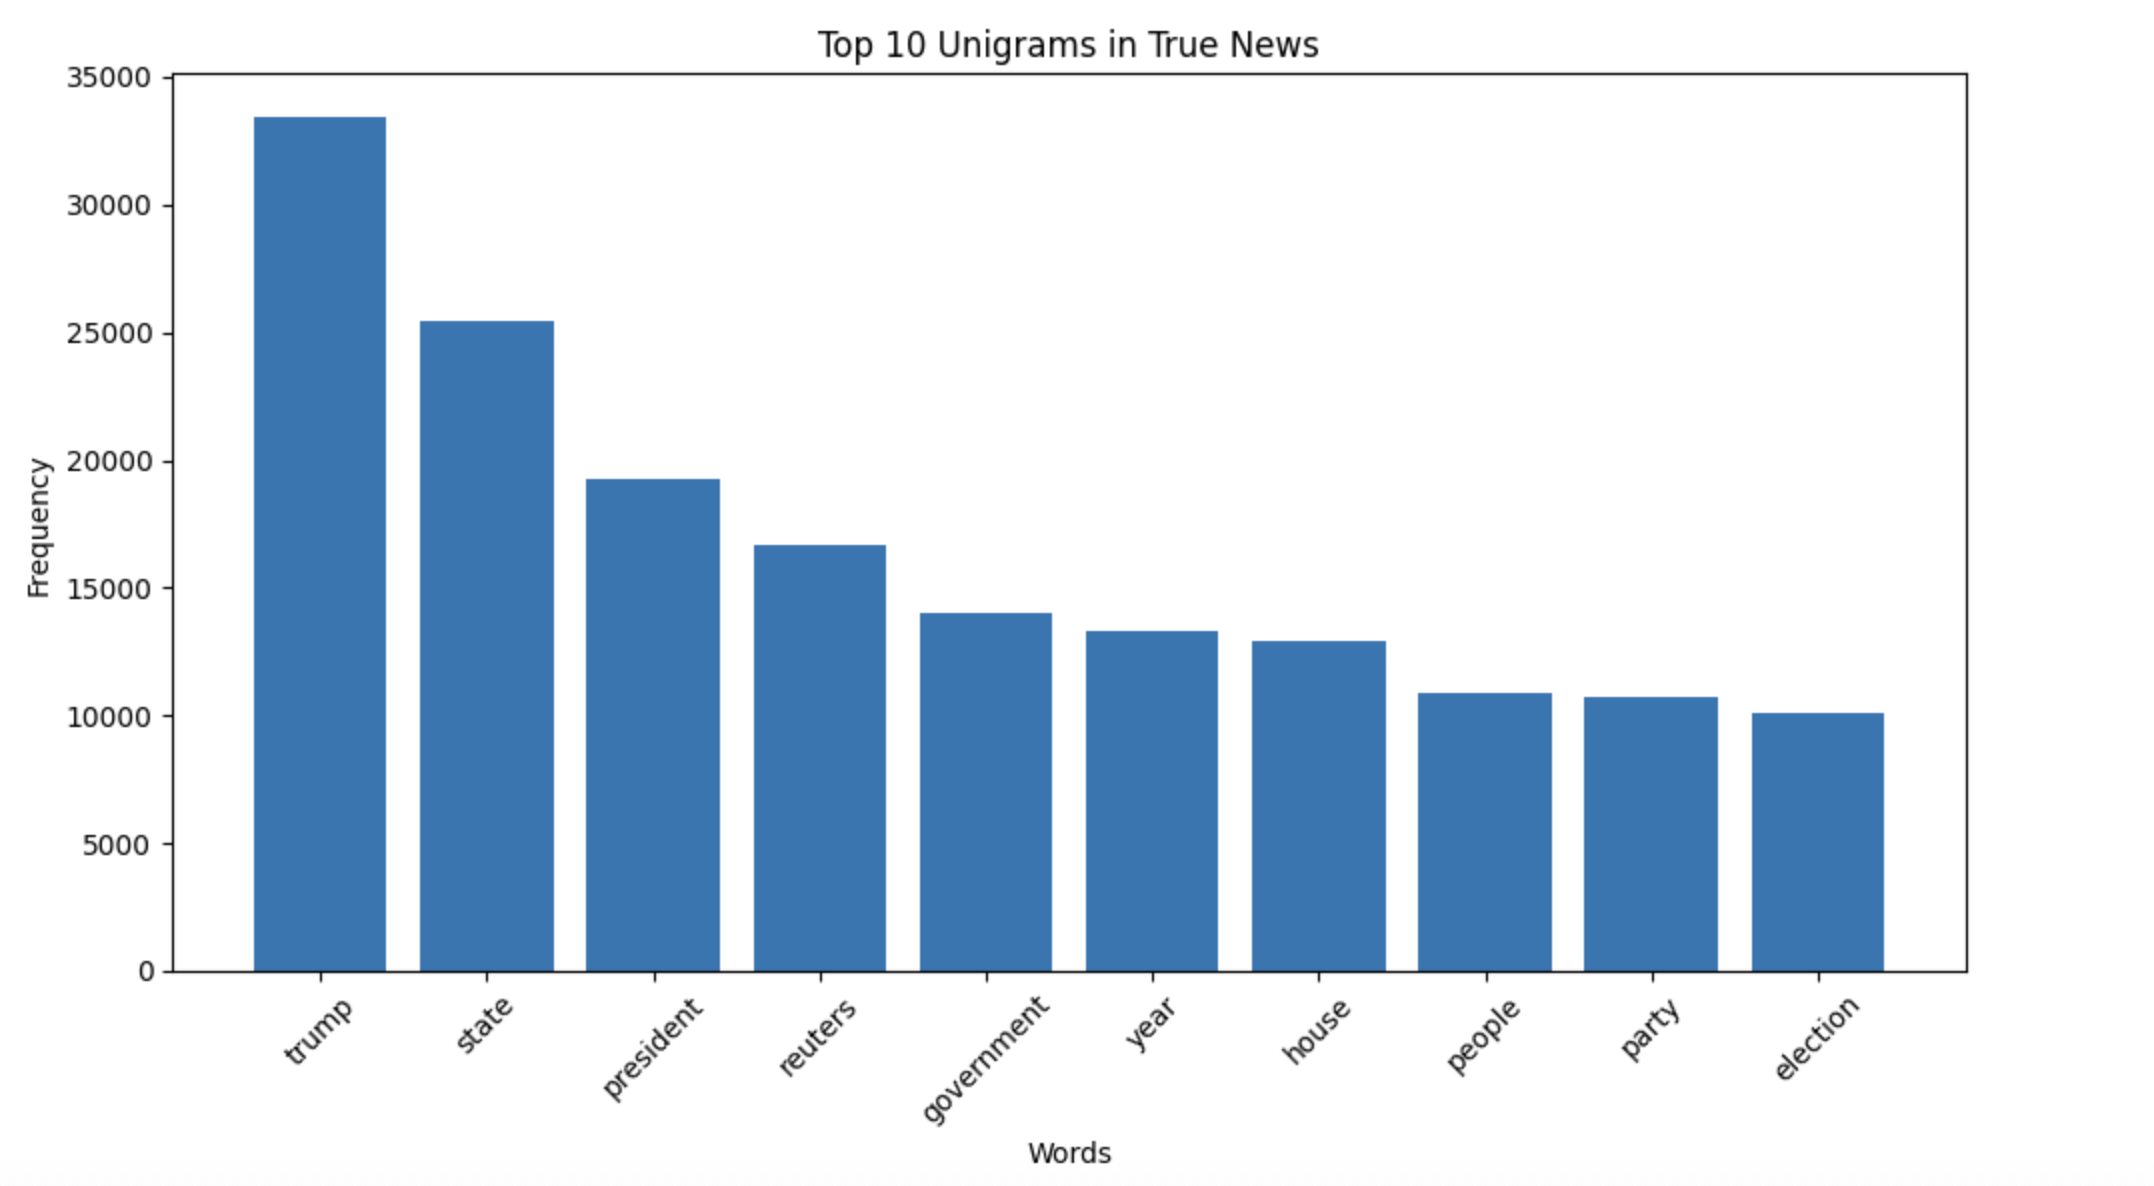 Top 10 Unigrams in True News
35000
30000
25000
20000
15000
10000
5000
0
Frequency
trump
state
president
reuters
government
year
house
people
party
election
Words